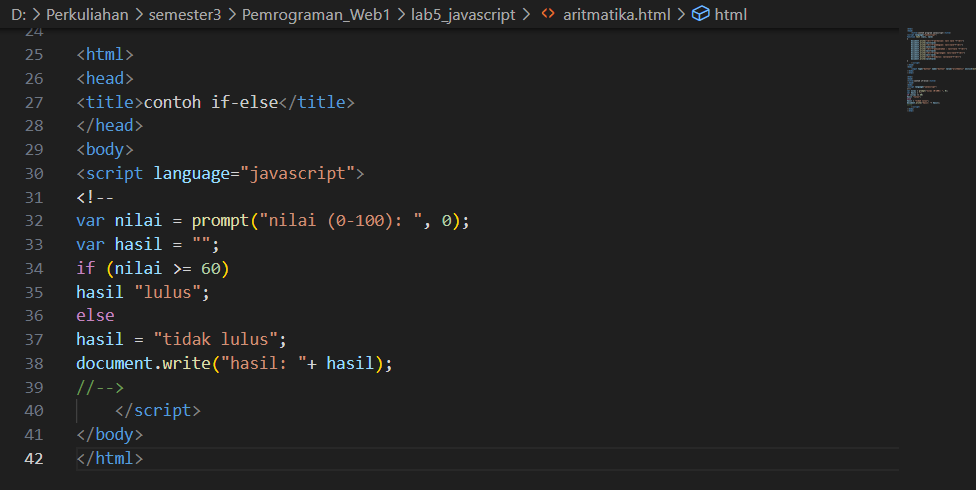 D: > Perkuliahan > semester3 > Pemrograman_Web1 > lab5_javascript > <> aritmatika.html > html
24
25 <html>
26 <head>
27 <title>contoh if-else</title>
28 </head>
29 <body>
30 <script language="javascript">
31 <!--
32 var nilai = prompt("nilai (0-100): ", 0);
33 var hasil = "";
34 if (nilai >= 60)
35 hasil "lulus";
36 else
37 hasil = "tidak lulus";
38 document.write("hasil: "+ hasil);
39 //-->
40     </script>
41 </body>
42 </html>